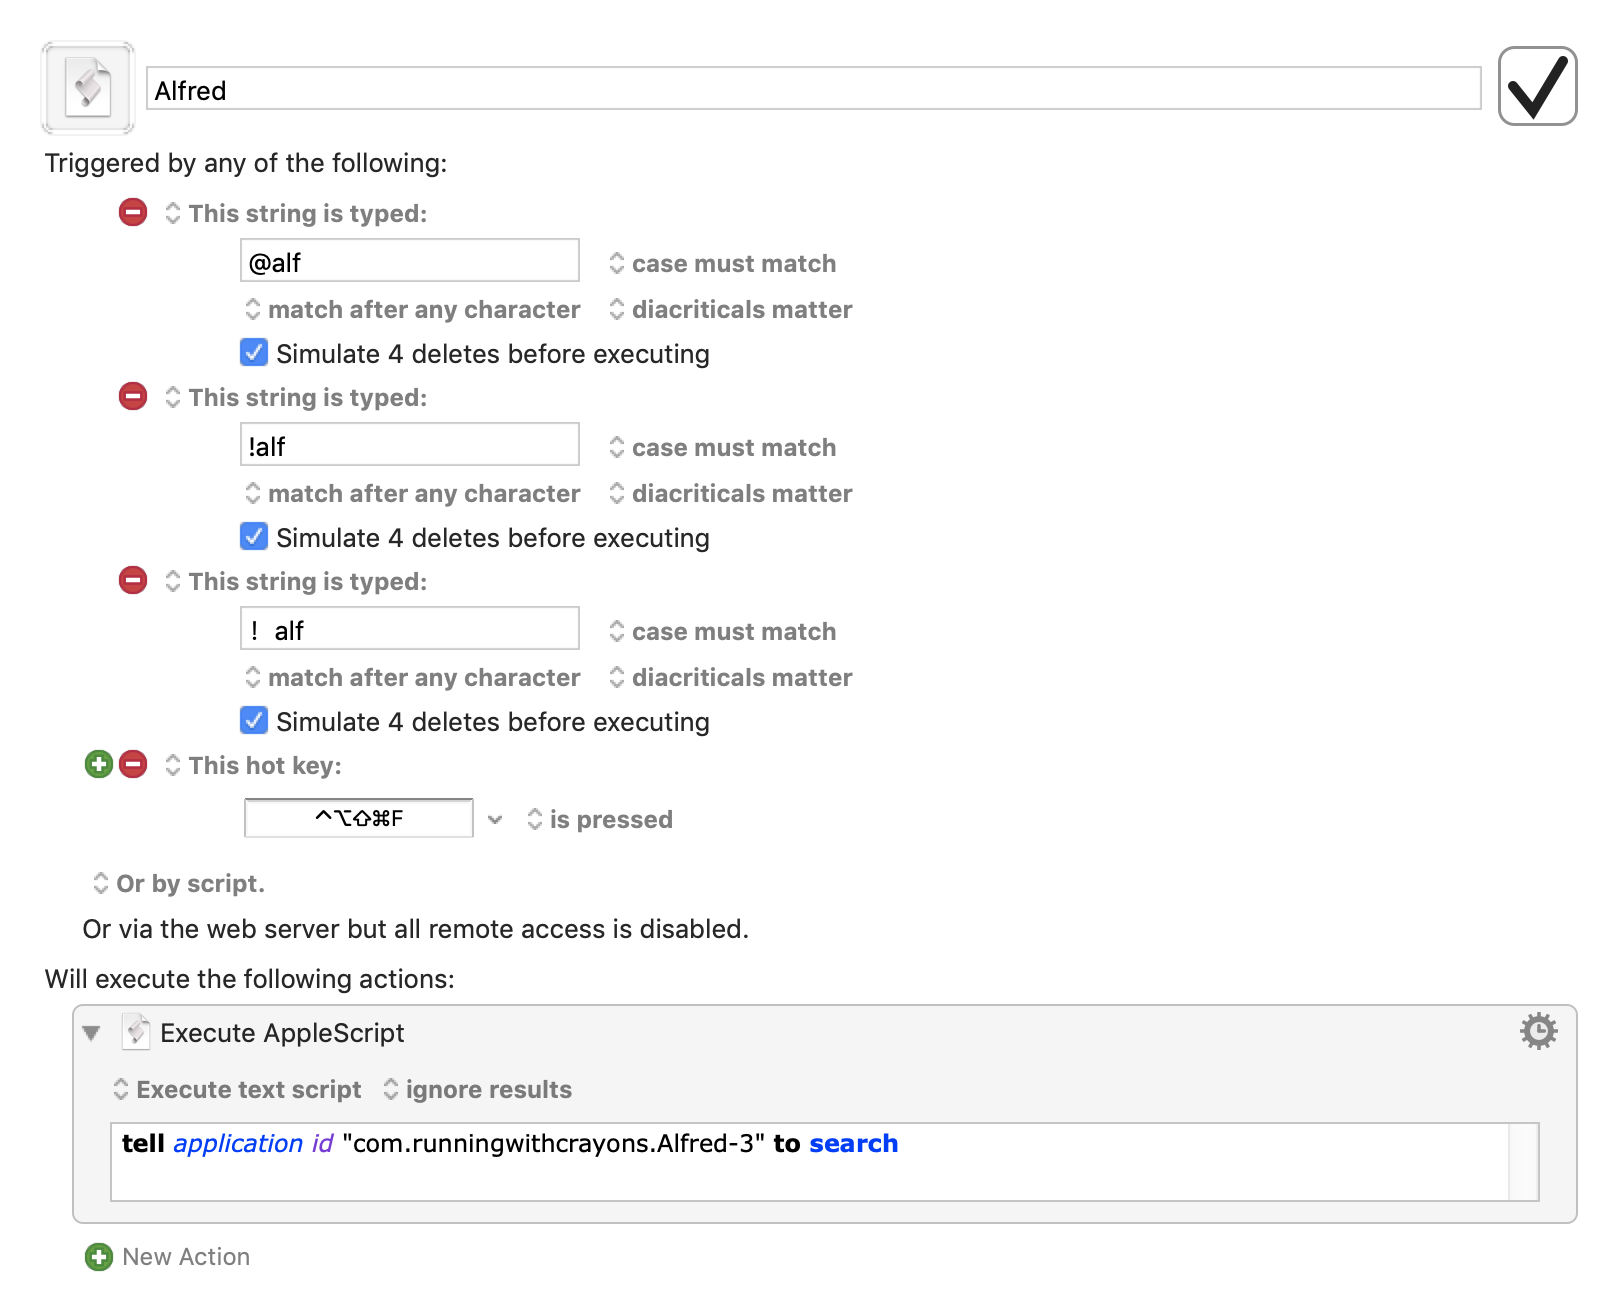 Alfred
Triggered by any of the following:
This string is typed:
@alf case must match
match after any character diacriticals matter
Simulate 4 deletes before executing
This string is typed:
!alf case must match
match after any character diacriticals matter
Simulate 4 deletes before executing
This string is typed:
! alf case must match
match after any character diacriticals matter
Simulate 4 deletes before executing
This hot key:
^⌥⇧⌘F is pressed
Or by script.
Or via the web server but all remote access is disabled.
Will execute the following actions:
Execute AppleScript
Execute text script ignore results
tell application id "com.runningwithcrayons.Alfred-3" to search
New Action